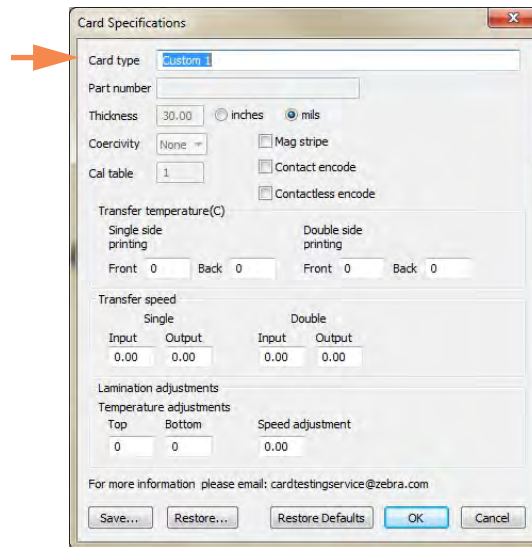 Card Specifications
X
Card type Custom 1
Part number
Thickness 30.00 inches mils
Coercivity None Mag stripe
Cal table 1 Contact encode
Contactless encode
Transfer temperature(C)
Single side printing Double side printing
Front 0 Back 0 Front 0 Back 0
Transfer speed
Single Double
Input Output Input Output
0.00 0.00 0.00 0.00
Lamination adjustments
Temperature adjustments
Top Bottom Speed adjustment
0 0 0.00
For more information please email: cardtestingservice@zebra.com
Save... Restore... Restore Defaults OK Cancel